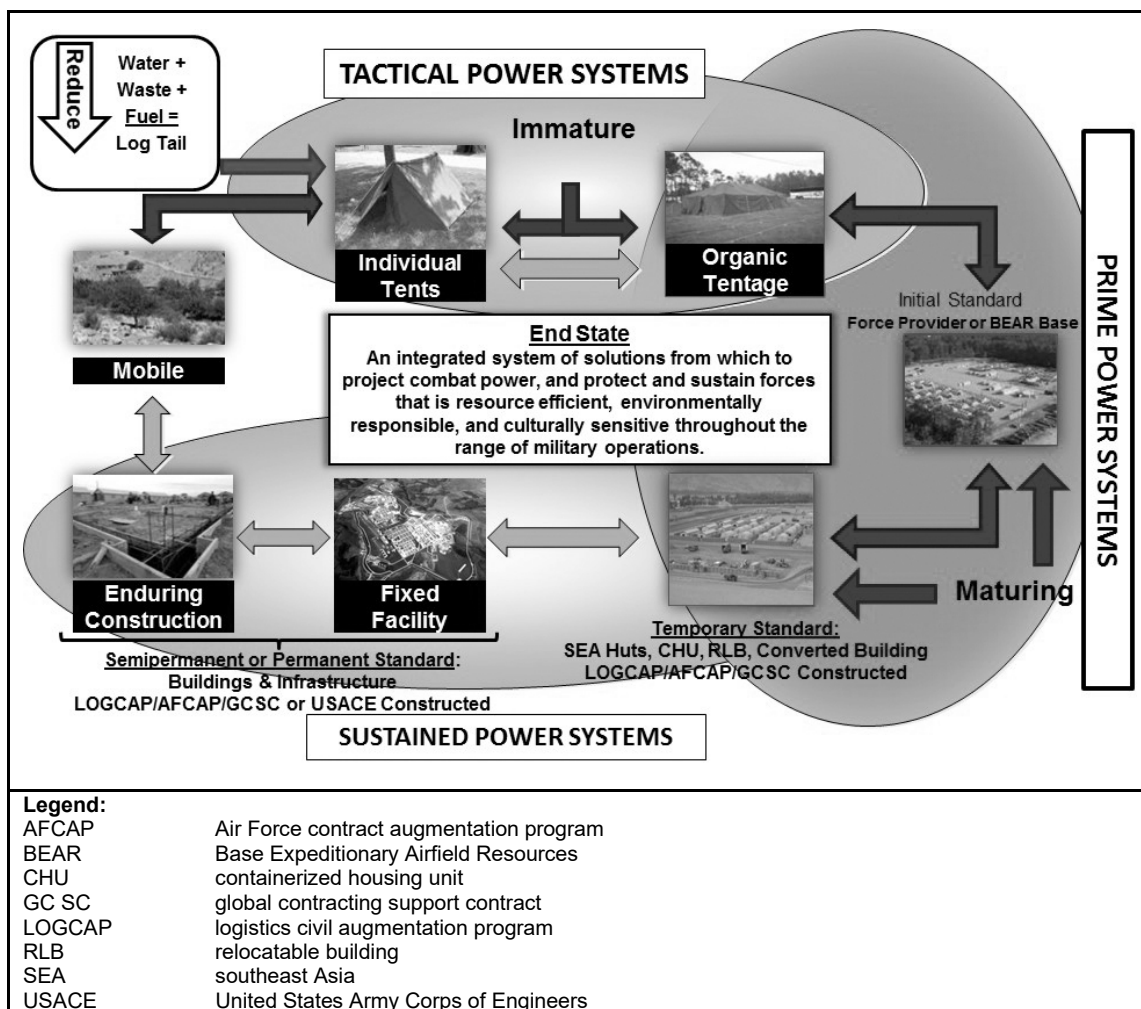 Reduce
Water +
Waste +
Fuel =
Log Tail
TACTICAL POWER SYSTEMS
Immature
Individual
Tents
Organic
Tentage
Initial Standard
Force Provider or BEAR Base
PRIME POWER SYSTEMS
Mobile
End State
An integrated system of solutions from which to
project combat power, and protect and sustain forces
that is resource efficient, environmentally
responsible, and culturally sensitive throughout the
range of military operations.
Enduring
Construction
Fixed
Facility
Maturing
Semipermanent or Permanent Standard:
Buildings & Infrastructure
LOGCAP/AFCAP/GCSC or USACE Constructed
Temporary Standard:
SEA Huts, CHU, RLB, Converted Building
LOGCAP/AFCAP/GCSC Constructed
SUSTAINED POWER SYSTEMS
Legend:
AFCAP Air Force contract augmentation program
BEAR Base Expeditionary Airfield Resources
CHU containerized housing unit
GC SC global contracting support contract
LOGCAP logistics civil augmentation program
RLB relocatable building
SEA southeast Asia
USACE United States Army Corps of Engineers